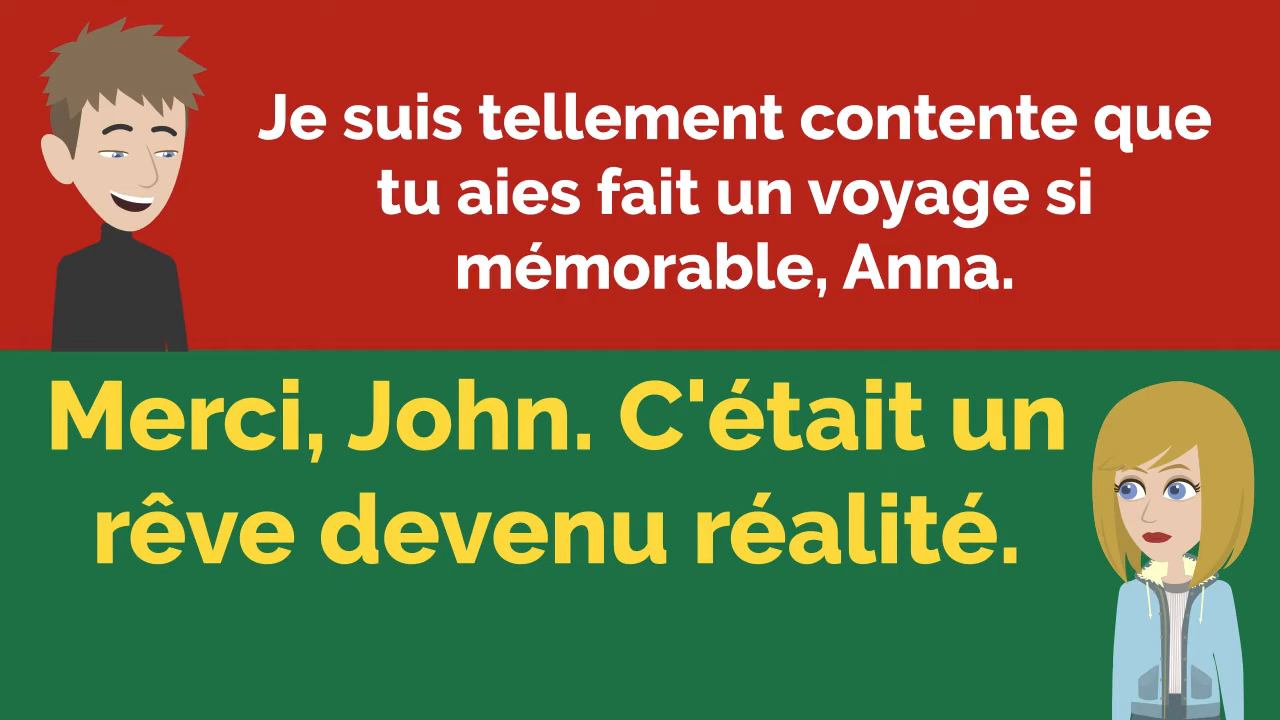 Je suis tellement contente que
tu aies fait un voyage si
mémorable, Anna.
Merci, John. C'était un
rêve devenu réalité.